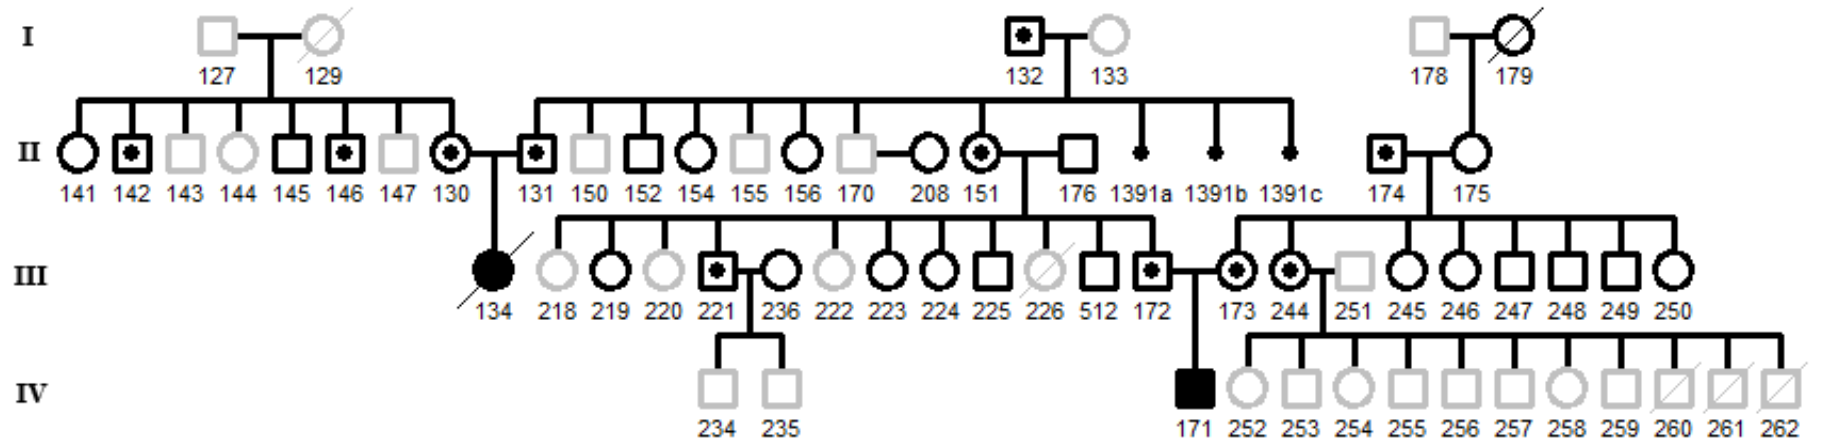 I
127 129 132 133 178 179
II
141 142 143 144 145 146 147 130 131 150 152 154 155 156 170 208 151 176 1391a 1391b 1391c 174 175
III
134 218 219 220 221 236 222 223 224 225 226 512 172 173 244 251 245 246 247 248 249 250
IV
234 235 171 252 253 254 255 256 257 258 259 260 261 262